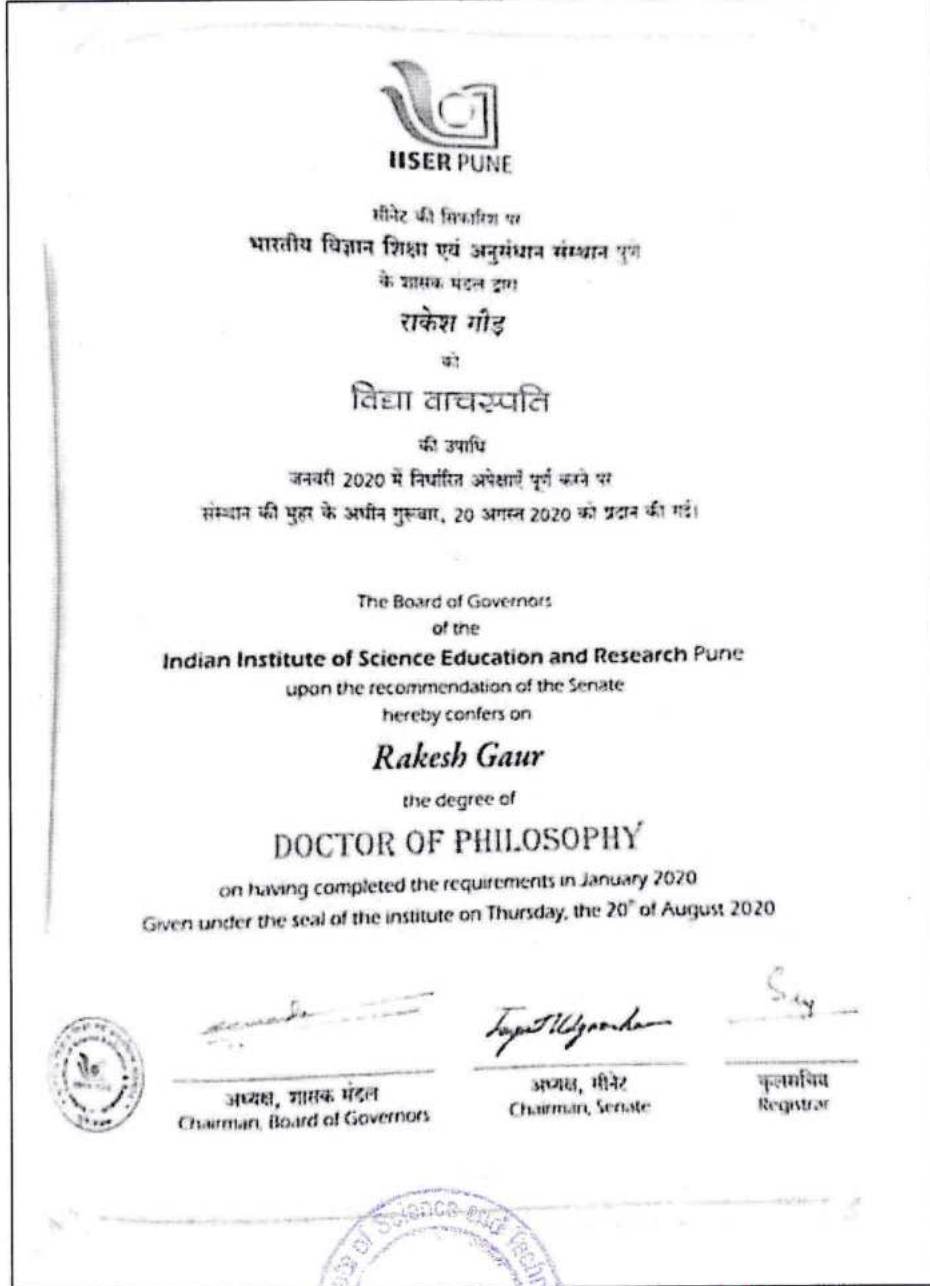 IISER PUNE
सीनेट की सिफारिश पर
भारतीय विज्ञान शिक्षा एवं अनुसंधान संस्थान पुणे
के शासक मंडल द्वारा
राकेश गौड़
को
विद्या वाचस्पति
की उपाधि
जनवरी 2020 में निर्धारित अपेक्षाएँ पूर्ण करने पर
संस्थान की मुहर के अधीन गुरूवार, 20 अगस्त 2020 को प्रदान की गई।
The Board of Governors
of the
Indian Institute of Science Education and Research Pune
upon the recommendation of the Senate
hereby confers on
Rakesh Gaur
the degree of
DOCTOR OF PHILOSOPHY
on having completed the requirements in January 2020
Given under the seal of the institute on Thursday, the 20th of August 2020
अध्यक्ष, शासक मंडल
Chairman, Board of Governors
अध्यक्ष, सीनेट
Chairman, Senate
कुलसचिव
Registrar
of Science and